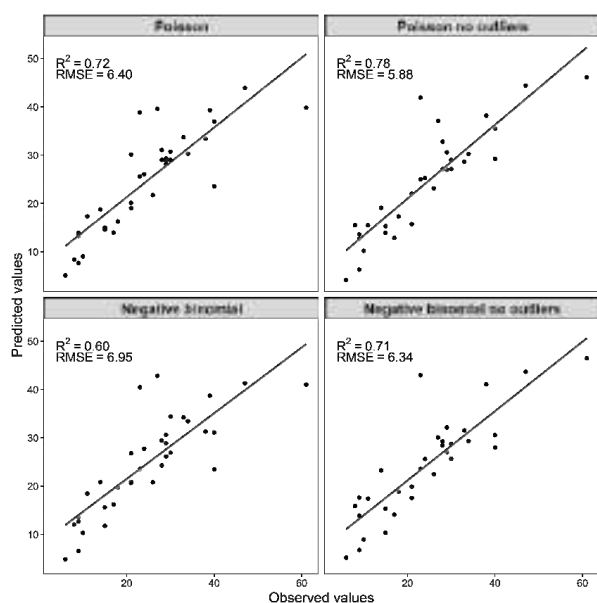 Poisson
Poisson no outliers
R² = 0.72
RMSE = 6.40
R² = 0.78
RMSE = 5.88
50
40
30
20
10
Negative binomial
Negative binomial no outliers
R² = 0.60
RMSE = 6.95
R² = 0.71
RMSE = 6.34
50
40
30
20
10
Predicted values
20
40
60
20
40
60
Observed values